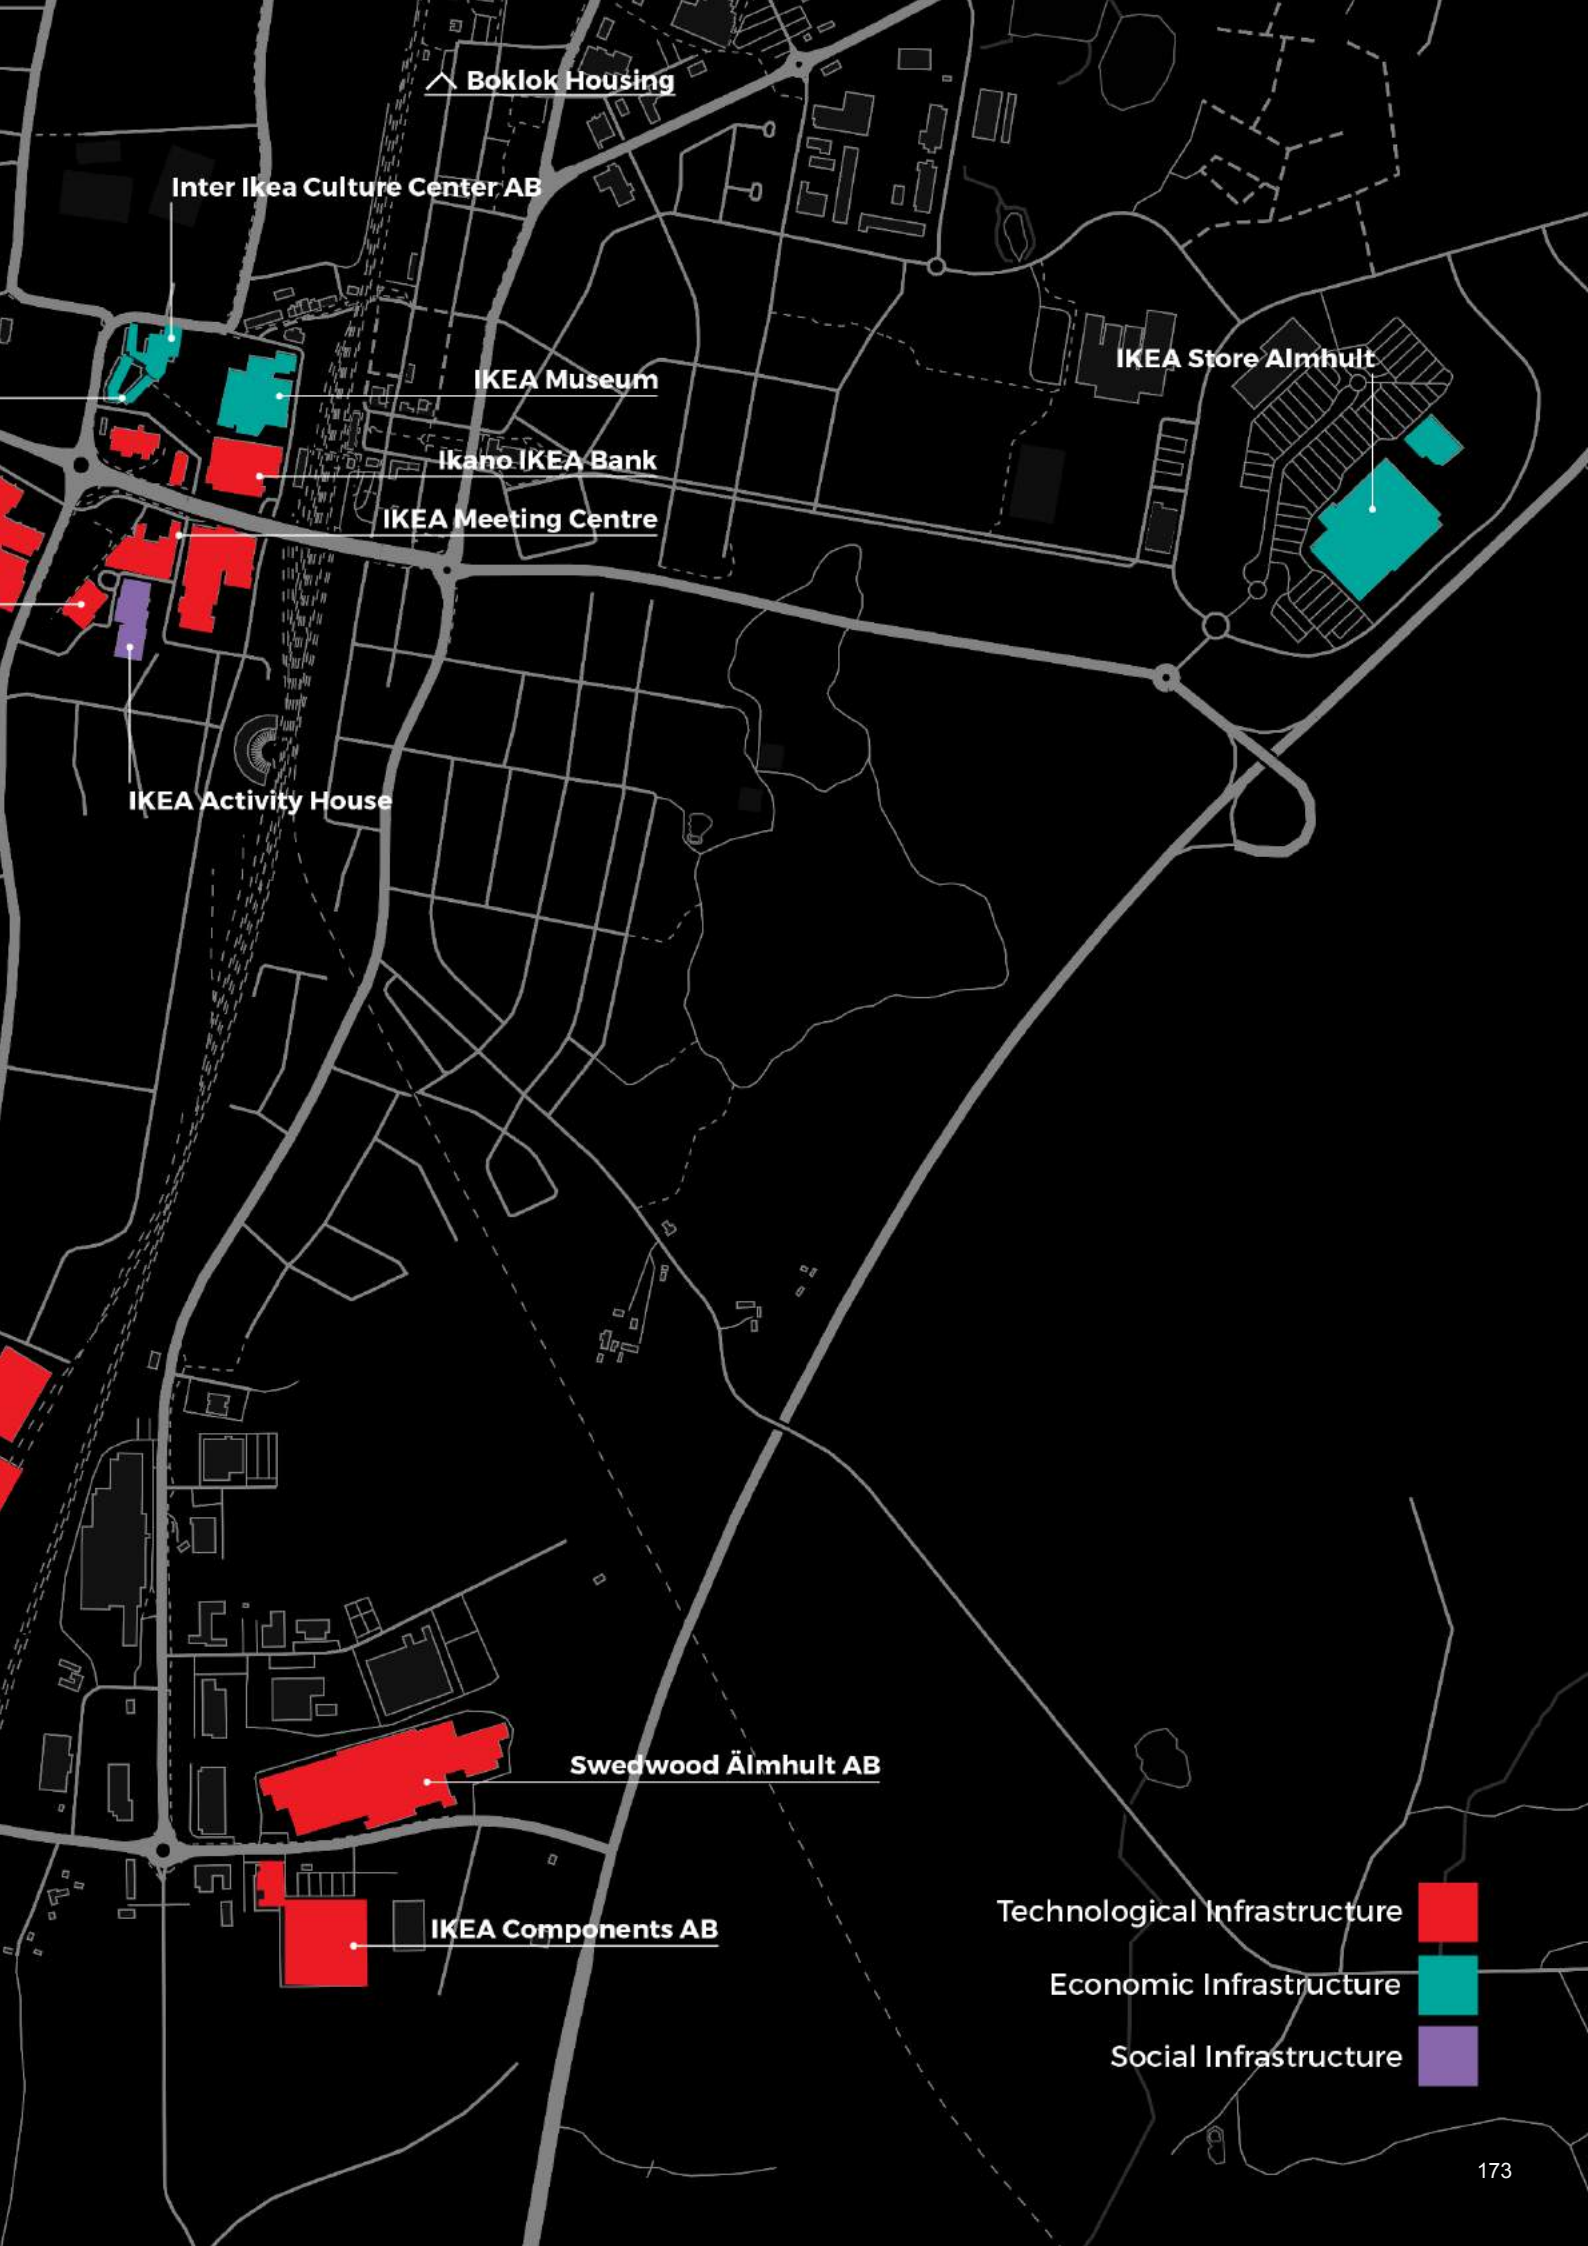 Boklok Housing
Inter Ikea Culture Center AB
IKEA Store Almhult
IKEA Museum
Ikano IKEA Bank
IKEA Meeting Centre
IKEA Activity House
Swedwood Älmhult AB
IKEA Components AB
Technological Infrastructure
Economic Infrastructure
Social Infrastructure
173